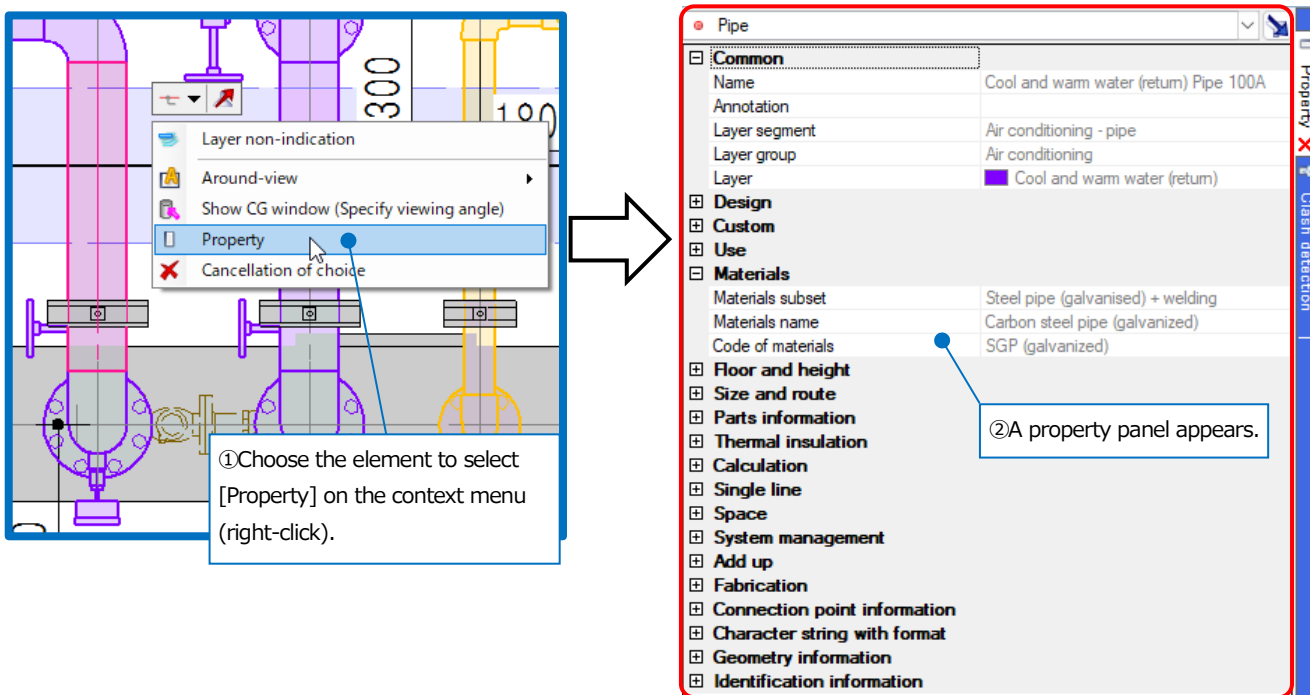 300
180
Layer non-indication
Around-view
Show CG window (Specify viewing angle)
Property
Cancellation of choice
①Choose the element to select
[Property] on the context menu
(right-click).
Pipe
Common
Name Cool and warm water (return) Pipe 100A
Annotation
Layer segment Air conditioning - pipe
Layer group Air conditioning
Layer Cool and warm water (return)
Design
Custom
Use
Materials
Materials subset Steel pipe (galvanised) + welding
Materials name Carbon steel pipe (galvanized)
Code of materials SGP (galvanized)
Floor and height
Size and route
Parts information
Thermal insulation
Calculation
Single line
Space
System management
Add up
Fabrication
Connection point information
Character string with format
Geometry information
Identification information
②A property panel appears.
Property
Clash detection